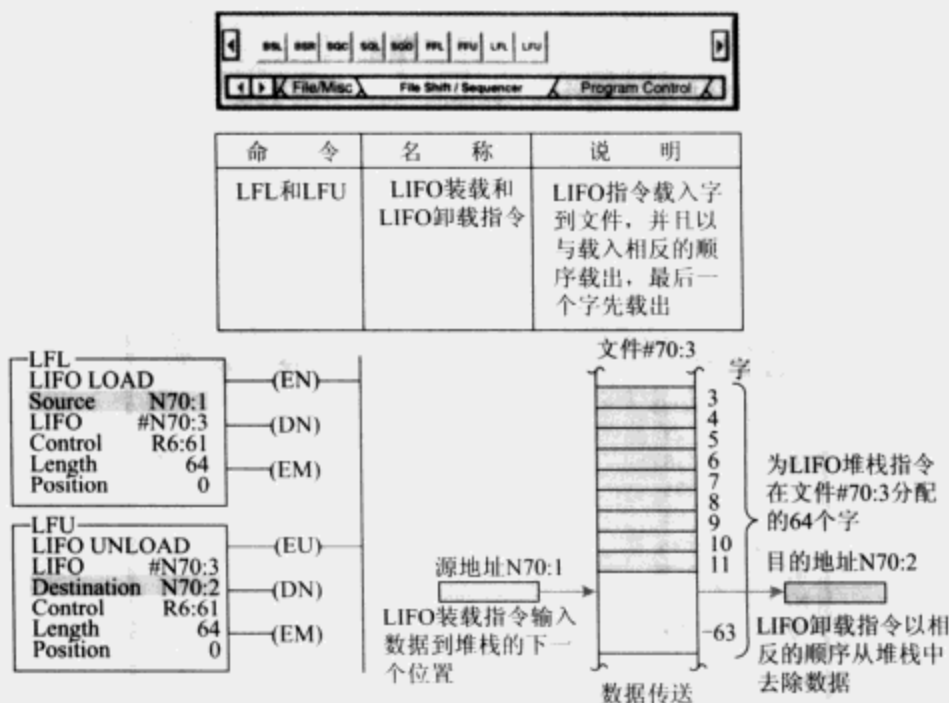 BSL BSR SQC SQL SQO FFL FFU LFL LFU
File/Misc File Shift / Sequencer Program Control
命 令 名 称 说 明
LFL和LFU
LIFO装载和
LIFO卸载指令
LIFO指令载入字
到文件，并且以
与载入相反的顺
序载出，最后一
个字先载出
LFL
LIFO LOAD
Source N70:1
LIFO #N70:3
Control R6:61
Length 64
Position 0
(EN)
(DN)
(EM)
LFU
LIFO UNLOAD
LIFO #N70:3
Destination N70:2
Control R6:61
Length 64
Position 0
(EU)
(DN)
(EM)
文件#70:3
字
3
4
5
6
7
8
9
10
11
-63
源地址N70:1
LIFO装载指令输入
数据到堆栈的下一
个位置
数据传送
为LIFO堆栈指令
在文件#70:3分配
的64个字
目的地址N70:2
LIFO卸载指令以相
反的顺序从堆栈中
去除数据